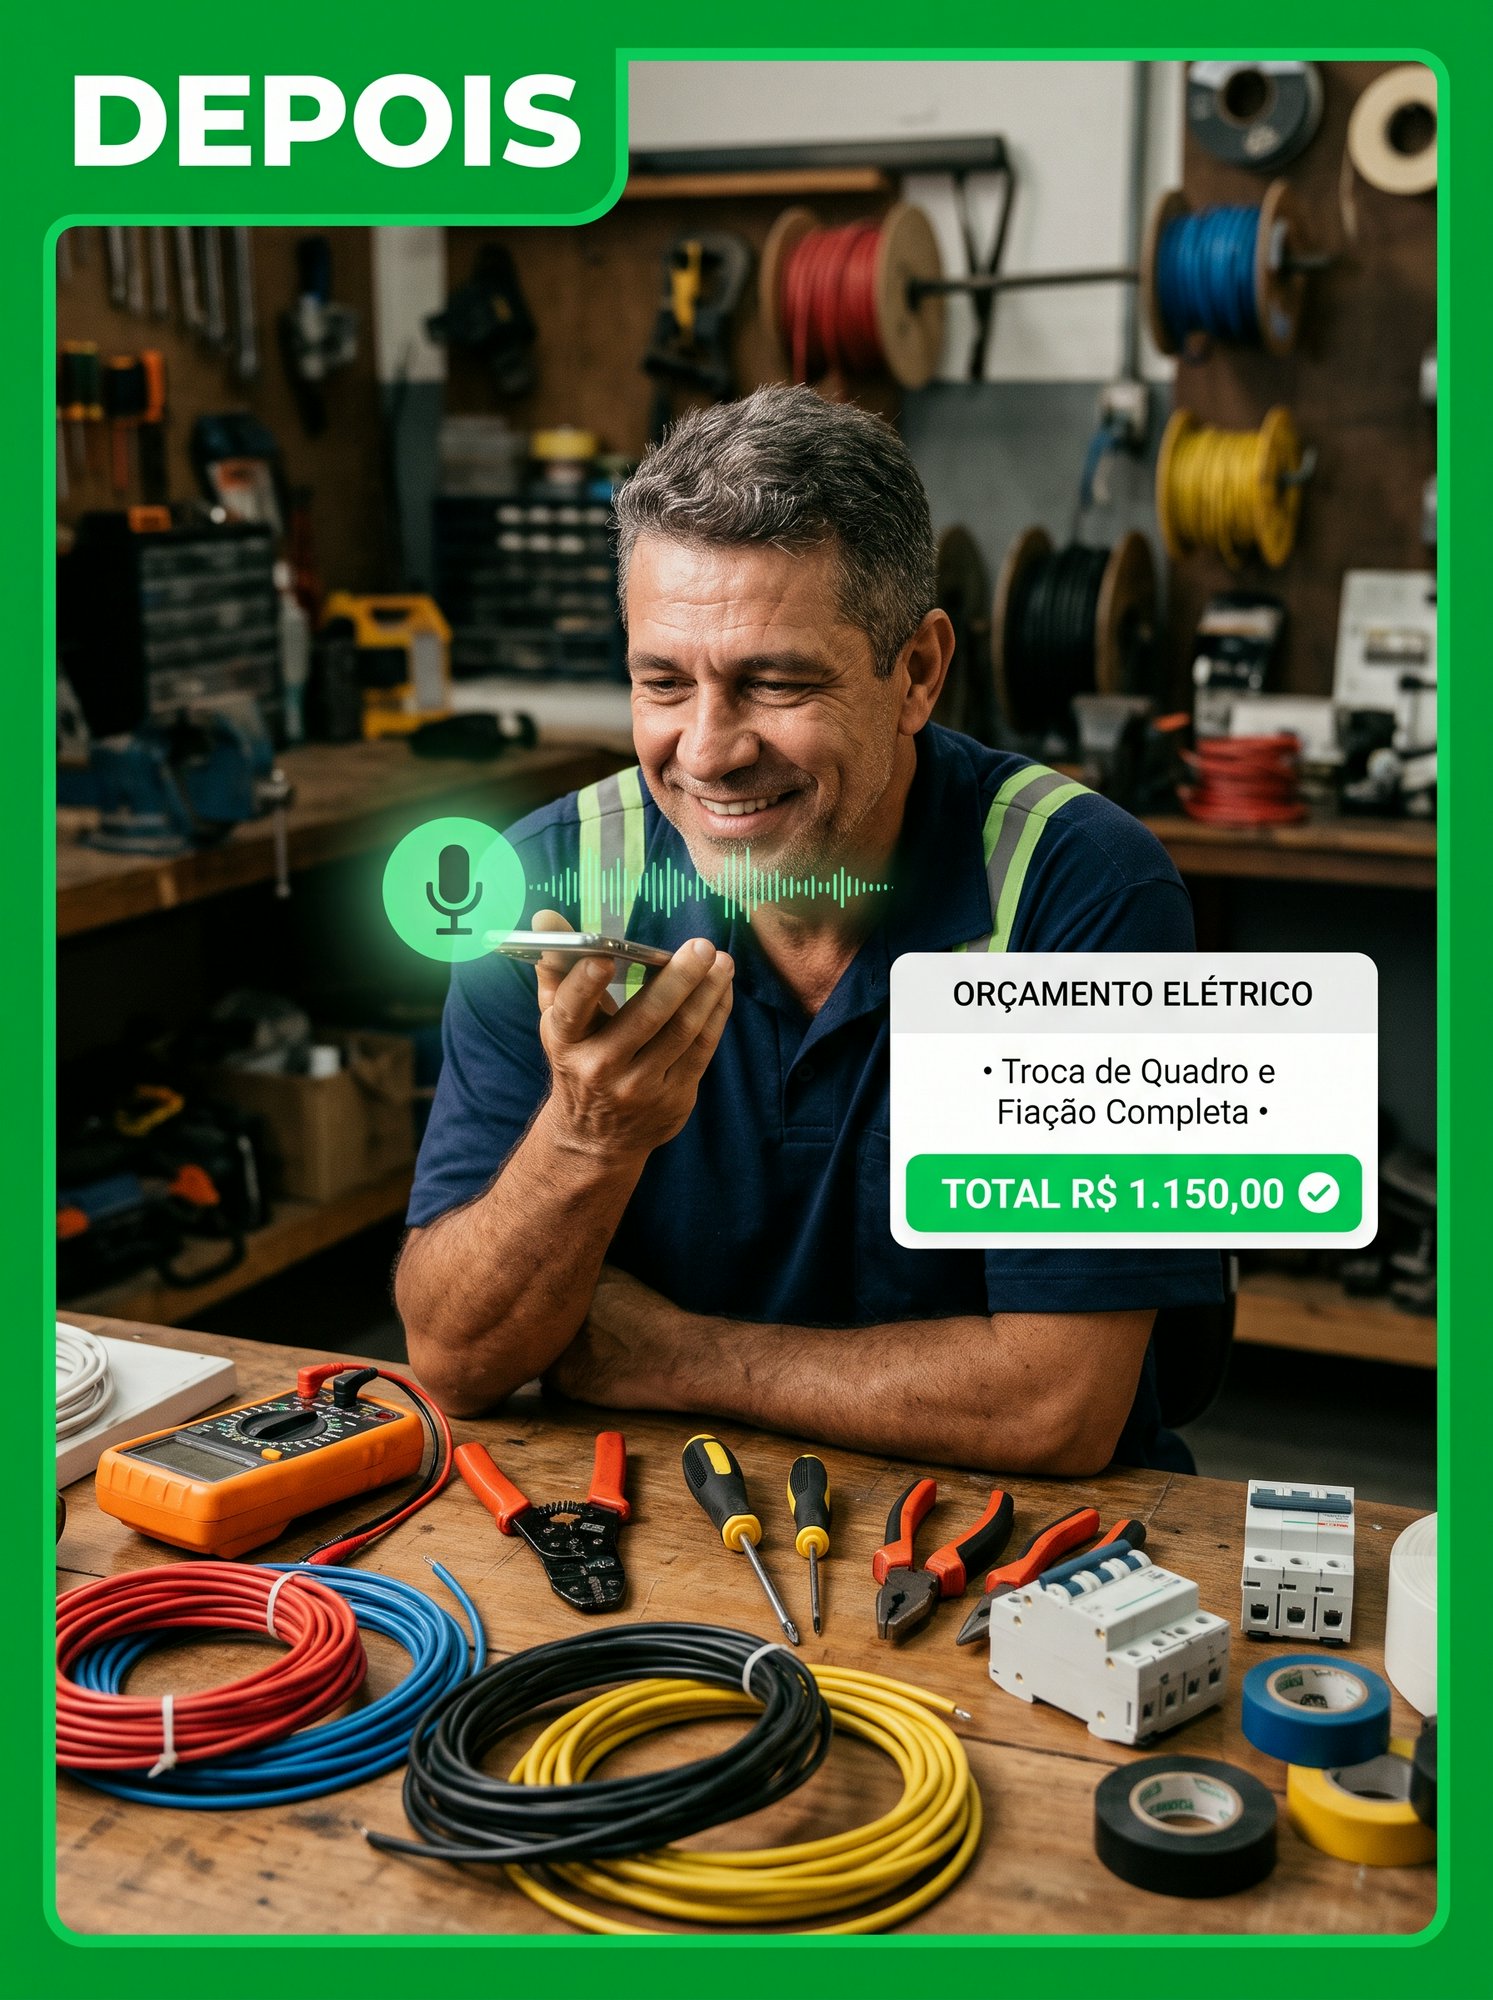 DEPOIS
ORÇAMENTO ELÉTRICO
• Troca de Quadro e
Fiação Completa •
TOTAL R$ 1.150,00